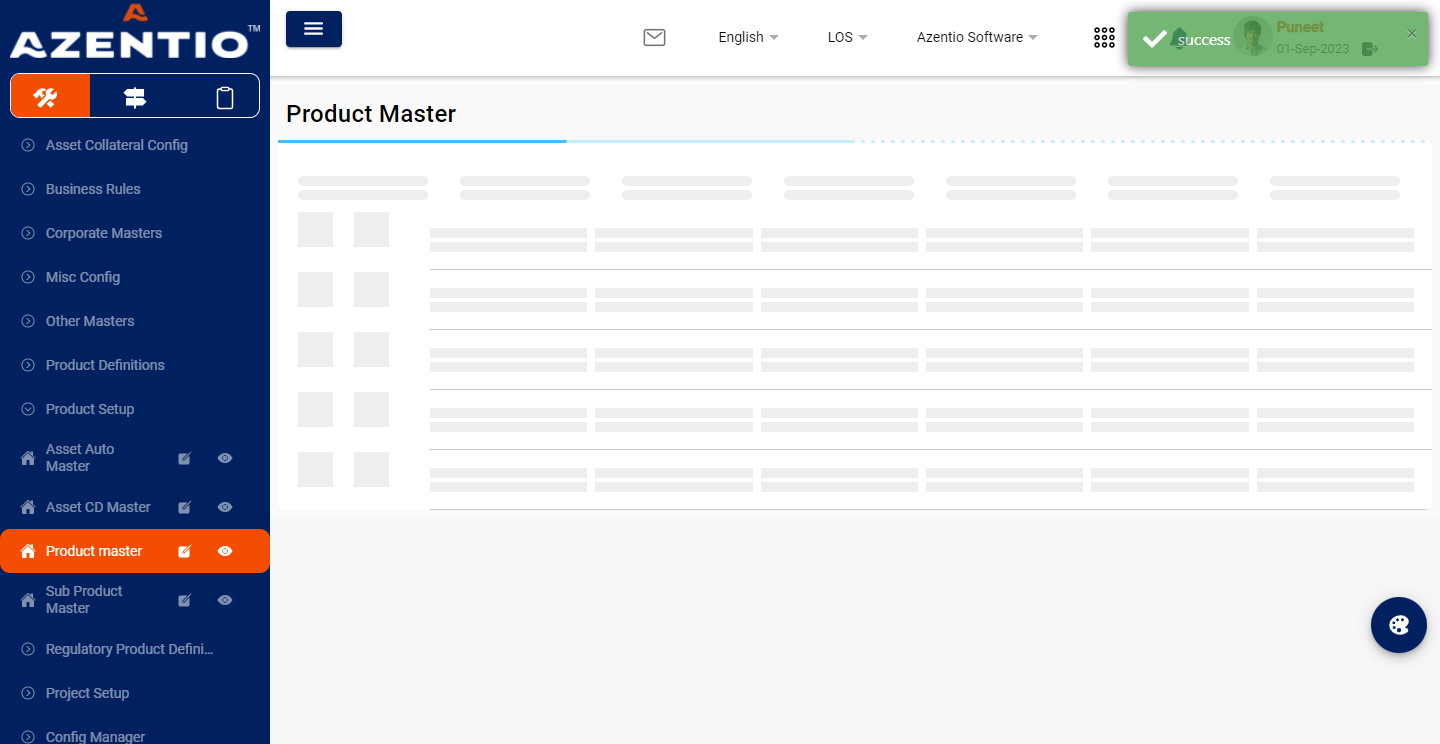 AZENTIO™
English
LOS
Azentio Software
success
Puneet
01-Sep-2023
×
Product Master
Asset Collateral Config
Business Rules
Corporate Masters
Misc Config
Other Masters
Product Definitions
Product Setup
Asset Auto
Master
Asset CD Master
Product master
Sub Product
Master
Regulatory Product Defini...
Project Setup
Config Manager